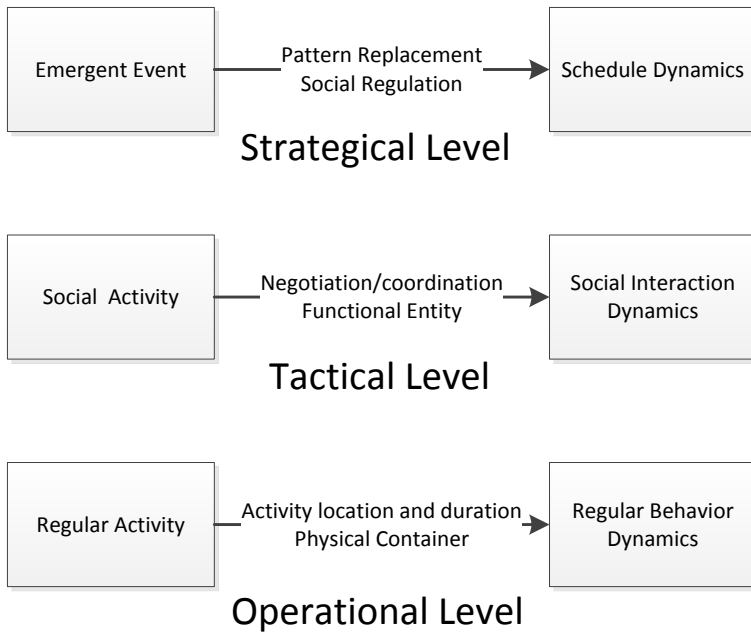 Emergent Event
Pattern Replacement
Social Regulation
Schedule Dynamics
Strategical Level
Social Activity
Negotiation/coordination
Functional Entity
Social Interaction
Dynamics
Tactical Level
Regular Activity
Activity location and duration
Physical Container
Regular Behavior
Dynamics
Operational Level